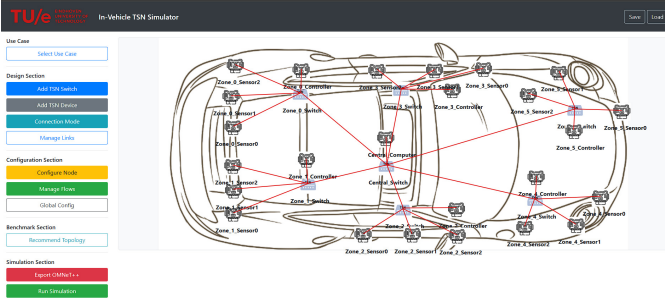 TU/e
In-Vehicle TSN Simulator
Save
Load
Use Case
Select Use Case
Design Section
Add TSN Switch
Add TSN Device
Connection Mode
Manage Links
Configuration Section
Configure Node
Manage Flows
Global Config
Benchmark Section
Recommend Topology
Simulation Section
Export OMNeT++
Run Simulation
Zone_0_Sensor2
Zone_0_Controller
Zone_0_Sensor1
Zone_0_Switch
Zone_0_Sensor0
Zone_3_Sensor0
Zone_3_Switch
Zone_3_Controller
Zone_5_Sensor1
Zone_5_Sensor2
Zone_5_Sensor0
Zone_5_Controller
Central_Computer
Central_Switch
Zone_1_Sensor2
Zone_1_Controller
Zone_1_Sensor1
Zone_1_Switch
Zone_1_Sensor0
Zone_4_Controller
Zone_4_Switch
Zone_4_Sensor0
Zone_4_Sensor2
Zone_4_Sensor1
Zone_2_Switch
Zone_2_Controller
Zone_2_Sensor0
Zone_2_Sensor1
Zone_2_Sensor2